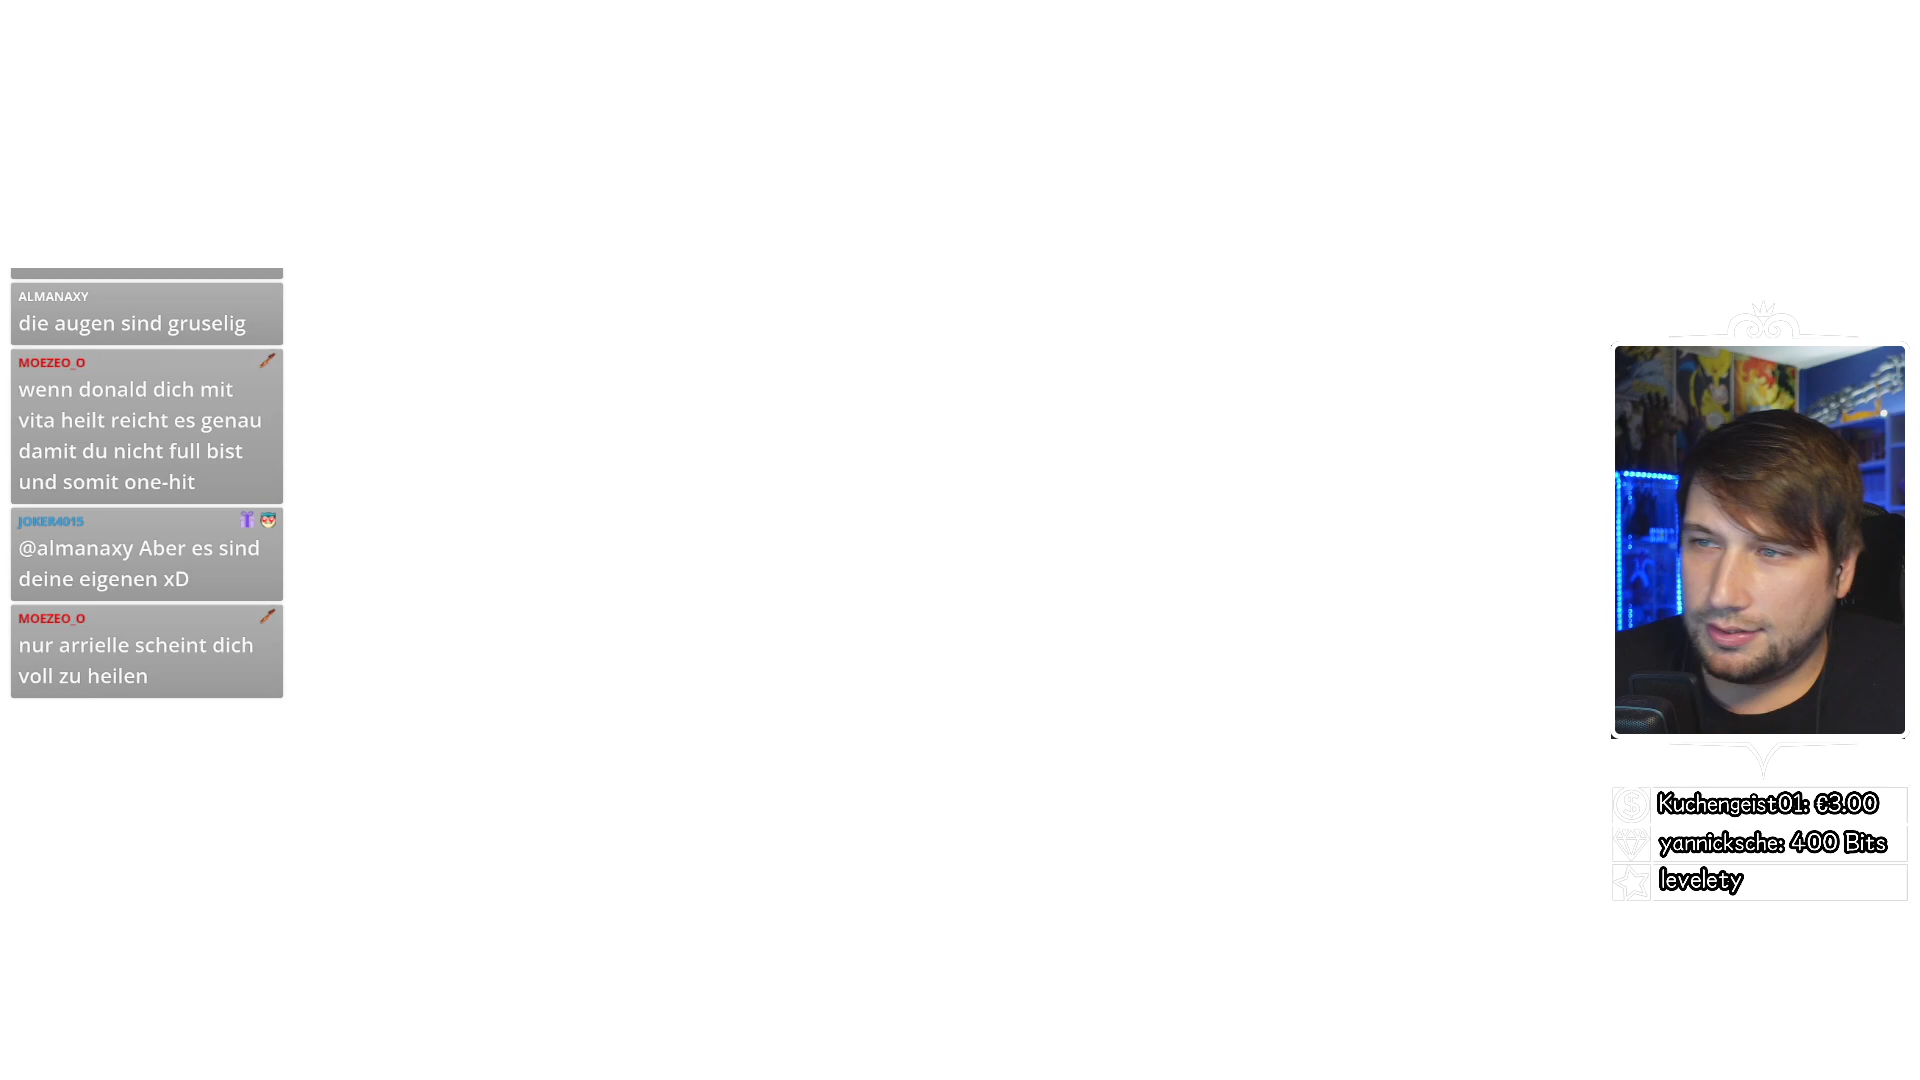 ALMANAXY
die augen sind gruselig
MOEZEO_O
wenn donald dich mit
vita heilt reicht es genau
damit du nicht full bist
und somit one-hit
JOKER4015
@almanaxy Aber es sind
deine eigenen xD
MOEZEO_O
nur arrielle scheint dich
voll zu heilen
Kuchengeist01: €3.00
yannicksche: 400 Bits
levelety